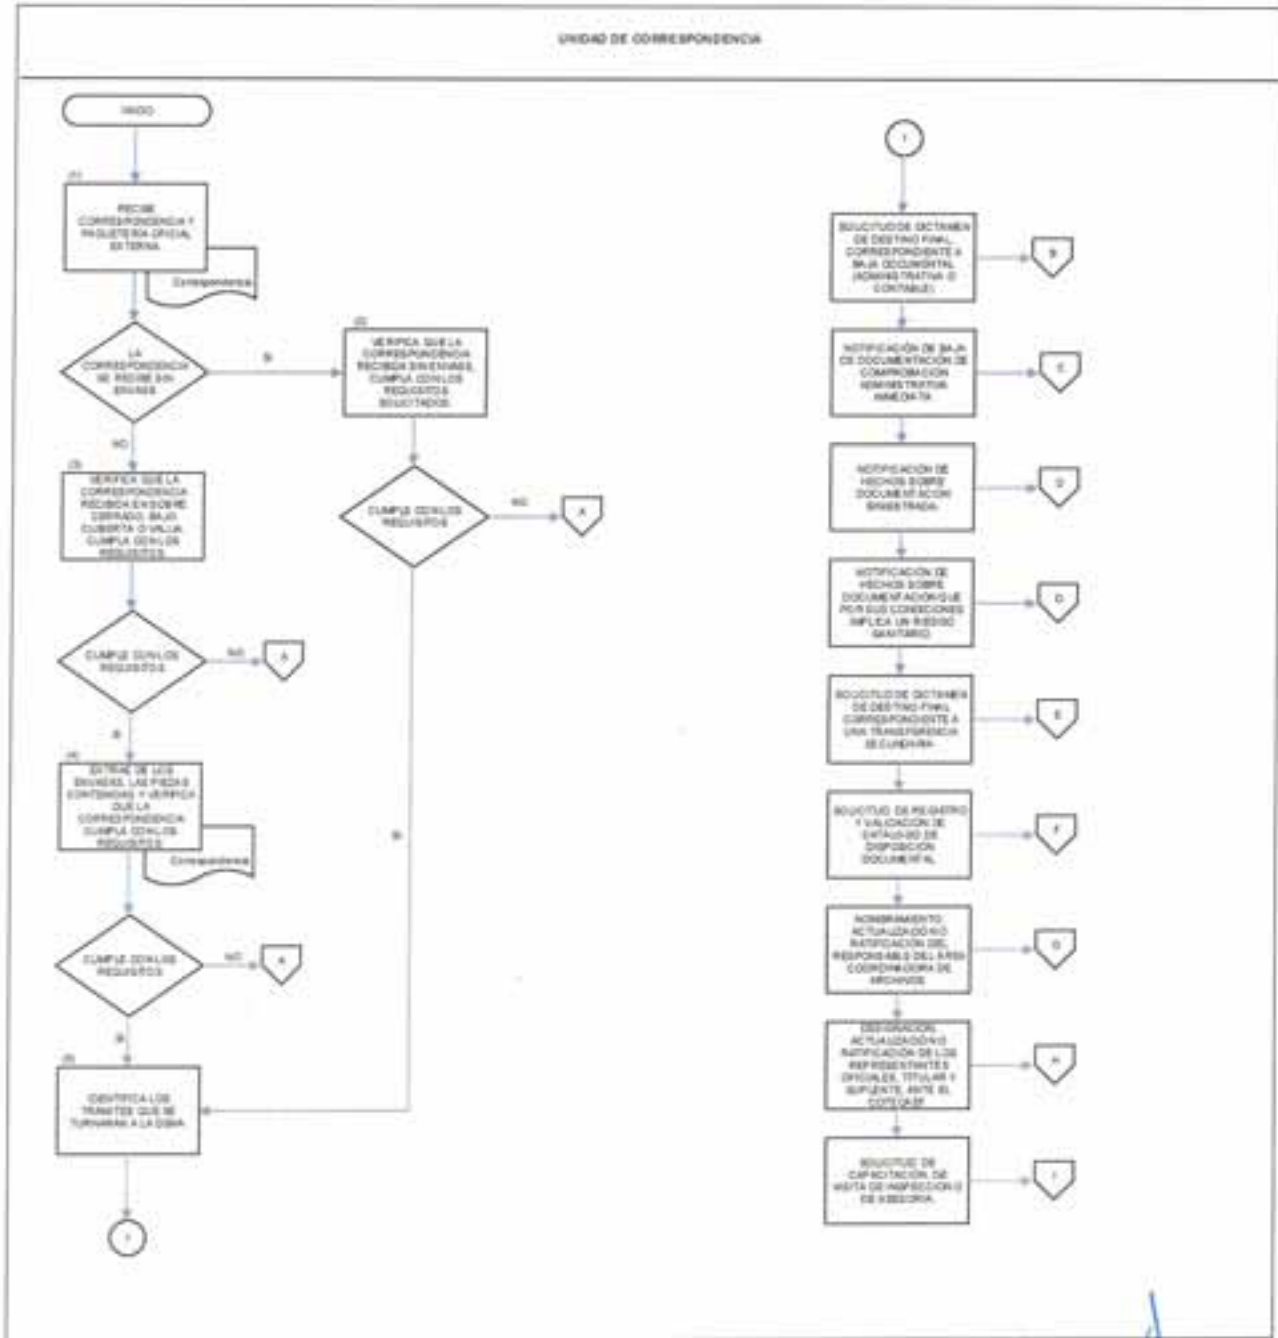 UNIDAD DE CORRESPONDENCIA
INICIO
(1)
RECIBE
CORRESPONDENCIA Y
PAQUETERÍA OFICIAL
EXTERNA
Correspondencia
LA
CORRESPONDENCIA
SE RECIBE SIN
ENVASE
SI
NO
(2)
VERIFICA QUE LA
CORRESPONDENCIA
RECIBIDA SIN ENVASE,
CUMPLA CON LOS
REQUISITOS
SOLICITADOS
CUMPLE CON LOS
REQUISITOS
NO
A
SI
(3)
VERIFICA QUE LA
CORRESPONDENCIA
RECIBIDA EN SOBRE
CERRADO, BAJO
CUBIERTA O VALIJA,
CUMPLA CON LOS
REQUISITOS
CUMPLE CON LOS
REQUISITOS
NO
A
SI
(4)
EXTRAE DE LOS
ENVASES, LAS PIEZAS
CONTENIDAS Y VERIFICA
QUE LA
CORRESPONDENCIA
CUMPLA CON LOS
REQUISITOS
Correspondencia
CUMPLE CON LOS
REQUISITOS
NO
A
SI
(5)
IDENTIFICA LOS
TRÁMITES QUE SE
TURNARAN A LA
1
1
SOLICITUD DE DICTAMEN
DE DESTINO FINAL,
CORRESPONDIENTE A
BAJA DOCUMENTAL
(ADMINISTRATIVA O
CONTABLE)
B
NOTIFICACIÓN DE BAJA
DE DOCUMENTACIÓN DE
COMPROBACIÓN
ADMINISTRATIVA
INMEDIATA
C
NOTIFICACIÓN DE
HECHOS SOBRE
DOCUMENTACIÓN
SINIESTRADA
D
NOTIFICACIÓN DE
HECHOS SOBRE
DOCUMENTACIÓN QUE
POR SUS CONDICIONES
IMPLICA UN RIESGO
SANITARIO
D
SOLICITUD DE DICTAMEN
DE DESTINO FINAL
CORRESPONDIENTE A
UNA TRANSFERENCIA
SECUNDARIA
E
SOLICITUD DE REGISTRO
Y VALIDACIÓN DE
CATÁLOGO DE
DISPOSICIÓN
DOCUMENTAL
F
NOMBRAMIENTO,
ACTUALIZACIÓN O
RATIFICACIÓN DEL
RESPONSABLE DEL ÁREA
COORDINADORA DE
ARCHIVOS
G
DESIGNACIÓN,
ACTUALIZACIÓN O
RATIFICACIÓN DE LOS
REPRESENTANTES
OFICIALES, TITULAR Y
SUPLENTE, ANTE EL
COTECAEF
H
SOLICITUD DE
CAPACITACIÓN, DE
VISITA DE INSPECCIÓN O
DE ASESORÍA
I